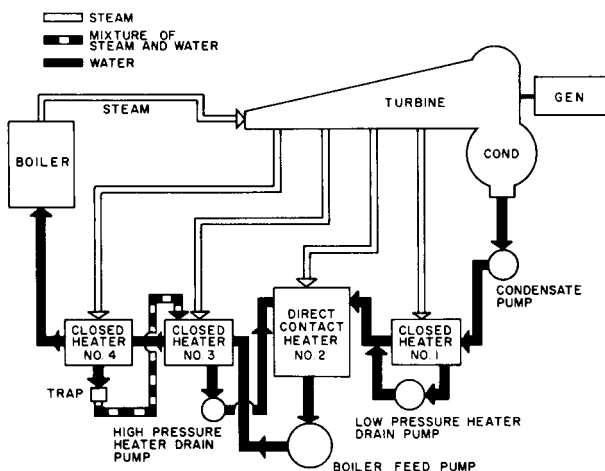 STEAM
MIXTURE OF
STEAM AND WATER
WATER
STEAM
TURBINE
GEN
BOILER
COND
CONDENSATE
PUMP
CLOSED
HEATER
NO. 4
CLOSED
HEATER
NO. 3
DIRECT
CONTACT
HEATER
NO. 2
CLOSED
HEATER
NO. 1
TRAP
HIGH PRESSURE
HEATER DRAIN
PUMP
LOW PRESSURE HEATER
DRAIN PUMP
BOILER FEED PUMP